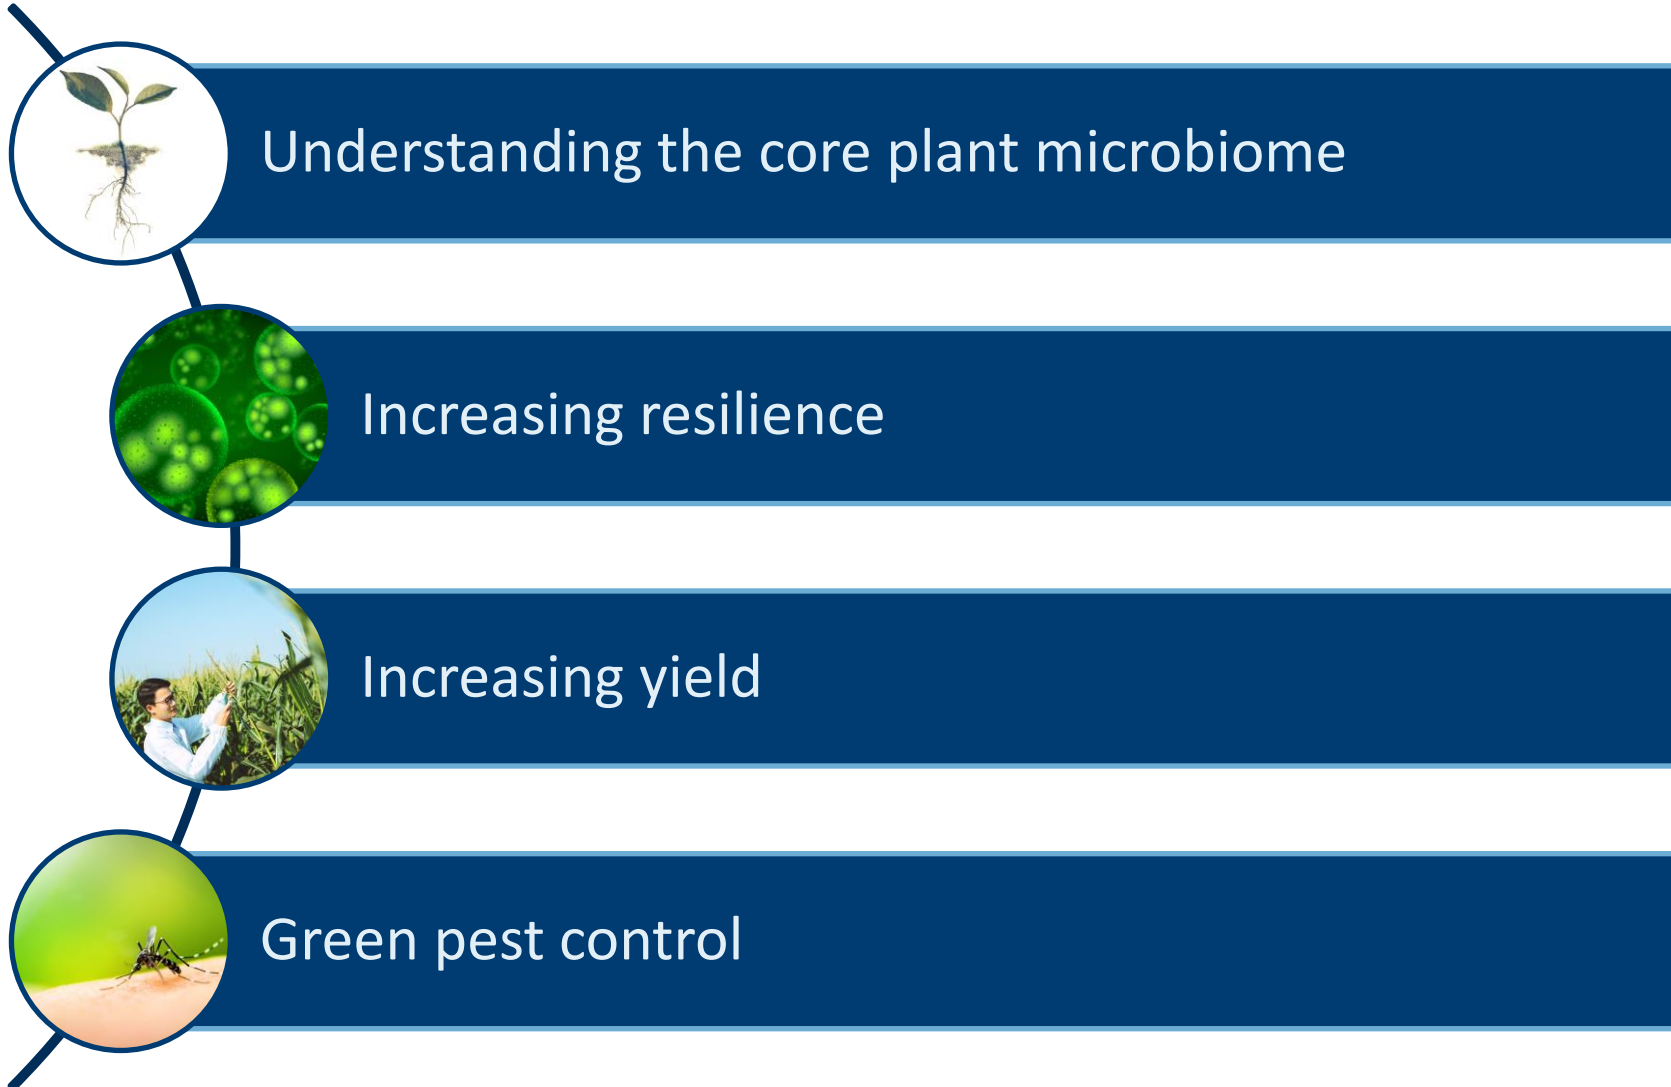 Understanding the core plant microbiome
Increasing resilience
Increasing yield
Green pest control